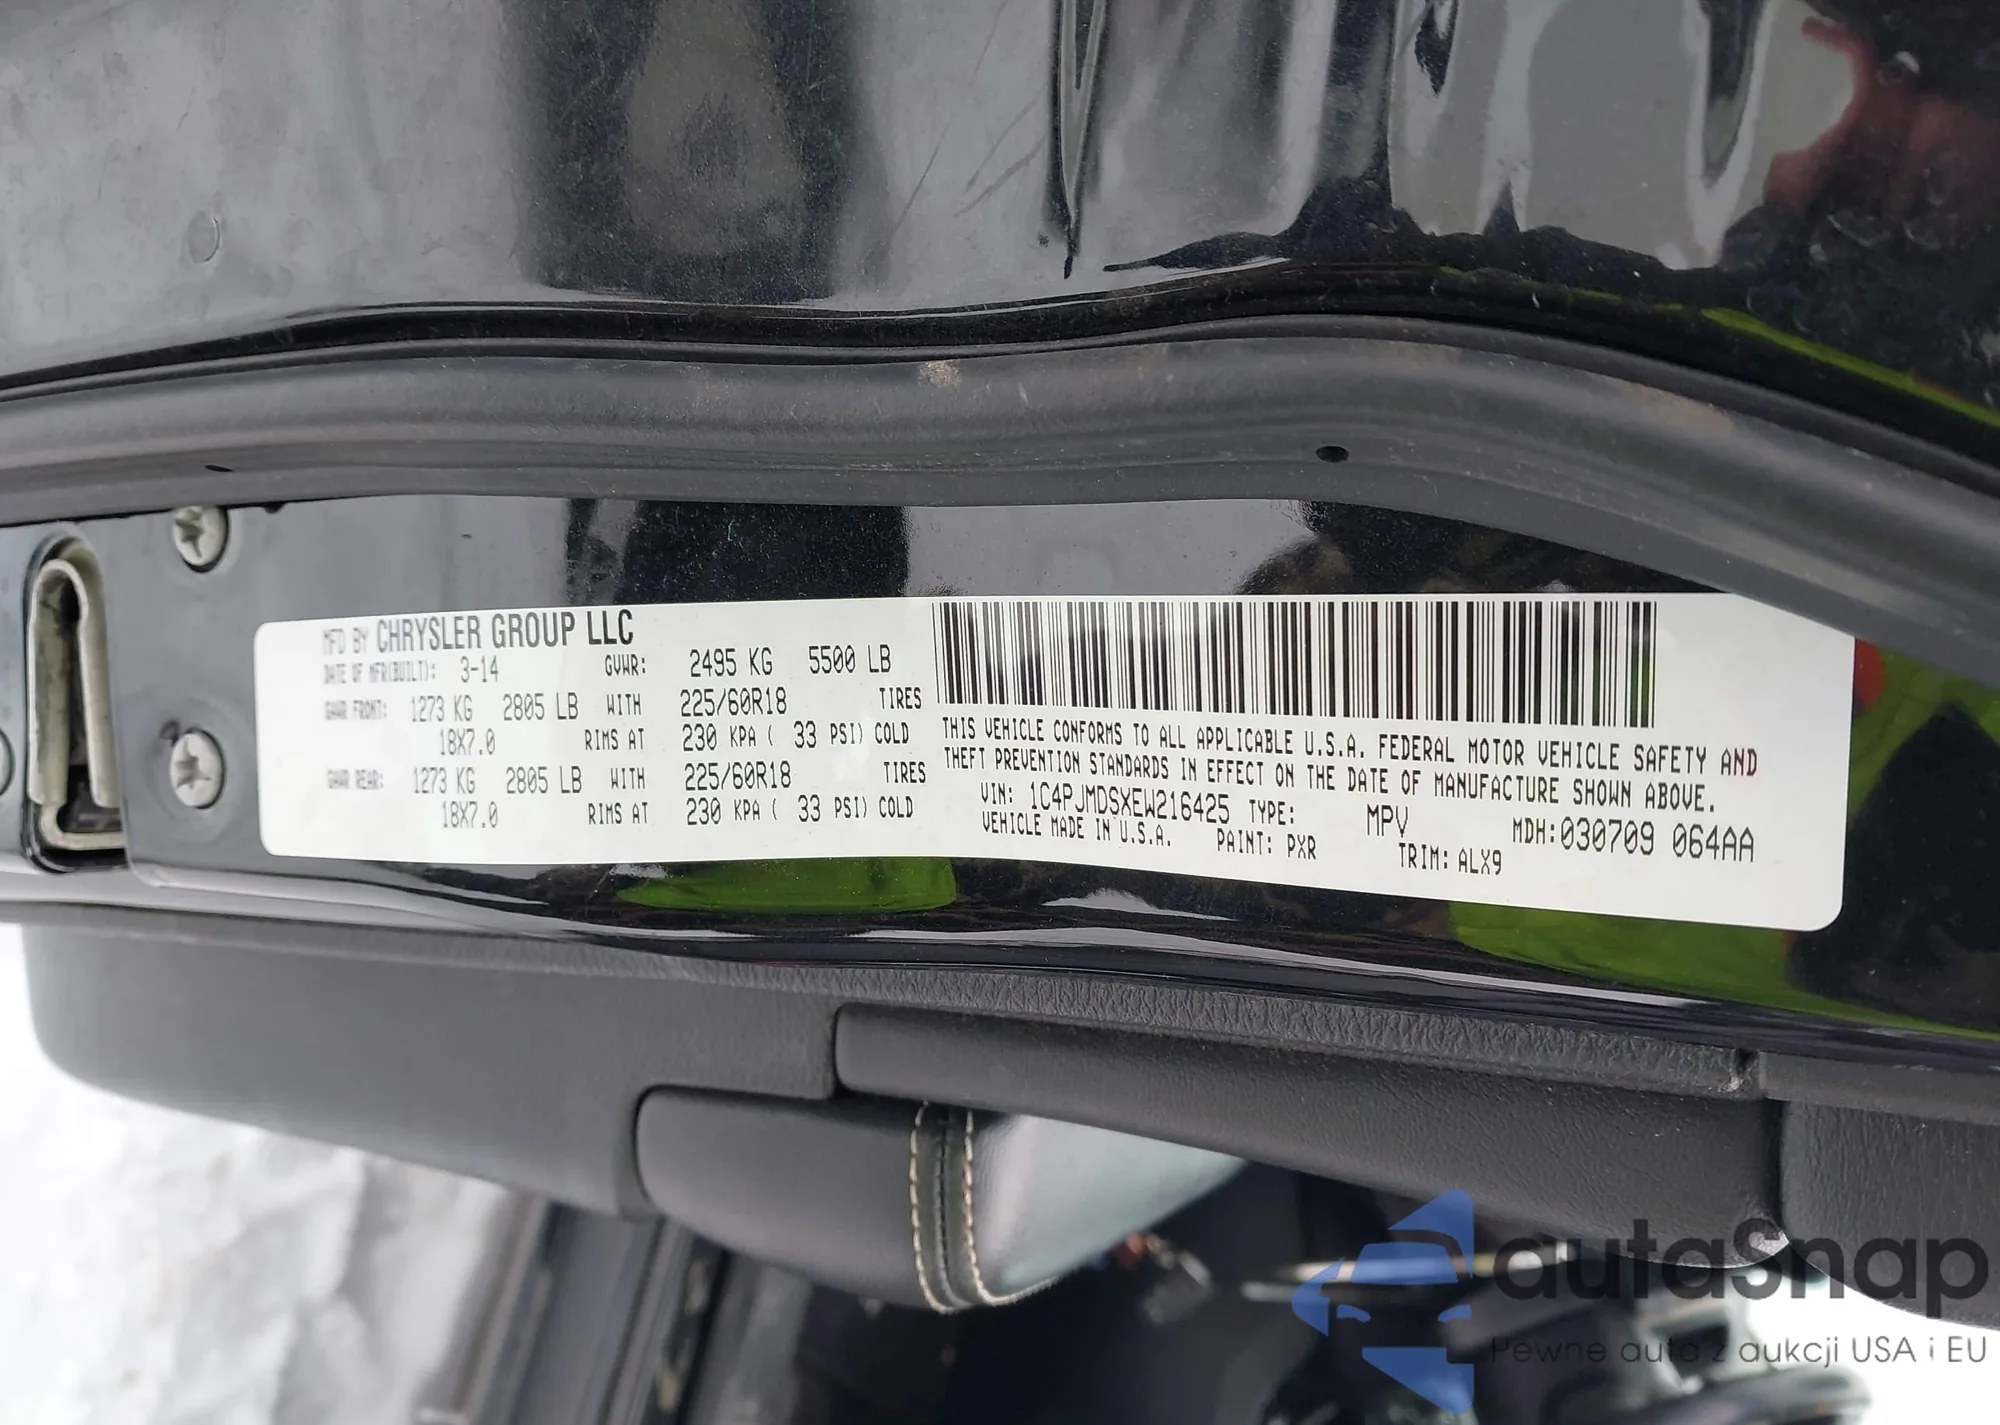 MFD BY CHRYSLER GROUP LLC
DATE OF MFR(BUILT): 3-14 GVWR: 2495 KG 5500 LB
GAWR FRONT: 1273 KG 2805 LB WITH 225/60R18 TIRES
18X7.0 RIMS AT 230 KPA ( 33 PSI) COLD
GAWR REAR: 1273 KG 2805 LB WITH 225/60R18 TIRES
18X7.0 RIMS AT 230 KPA ( 33 PSI) COLD
THIS VEHICLE CONFORMS TO ALL APPLICABLE U.S.A. FEDERAL MOTOR VEHICLE SAFETY AND
THEFT PREVENTION STANDARDS IN EFFECT ON THE DATE OF MANUFACTURE SHOWN ABOVE.
VIN: 1C4PJMDSXEW216425 TYPE: MPV MDH:030709 064AA
VEHICLE MADE IN U.S.A. PAINT: PXR TRIM: ALX9
autaSnap
Pewne auta z aukcji USA i EU